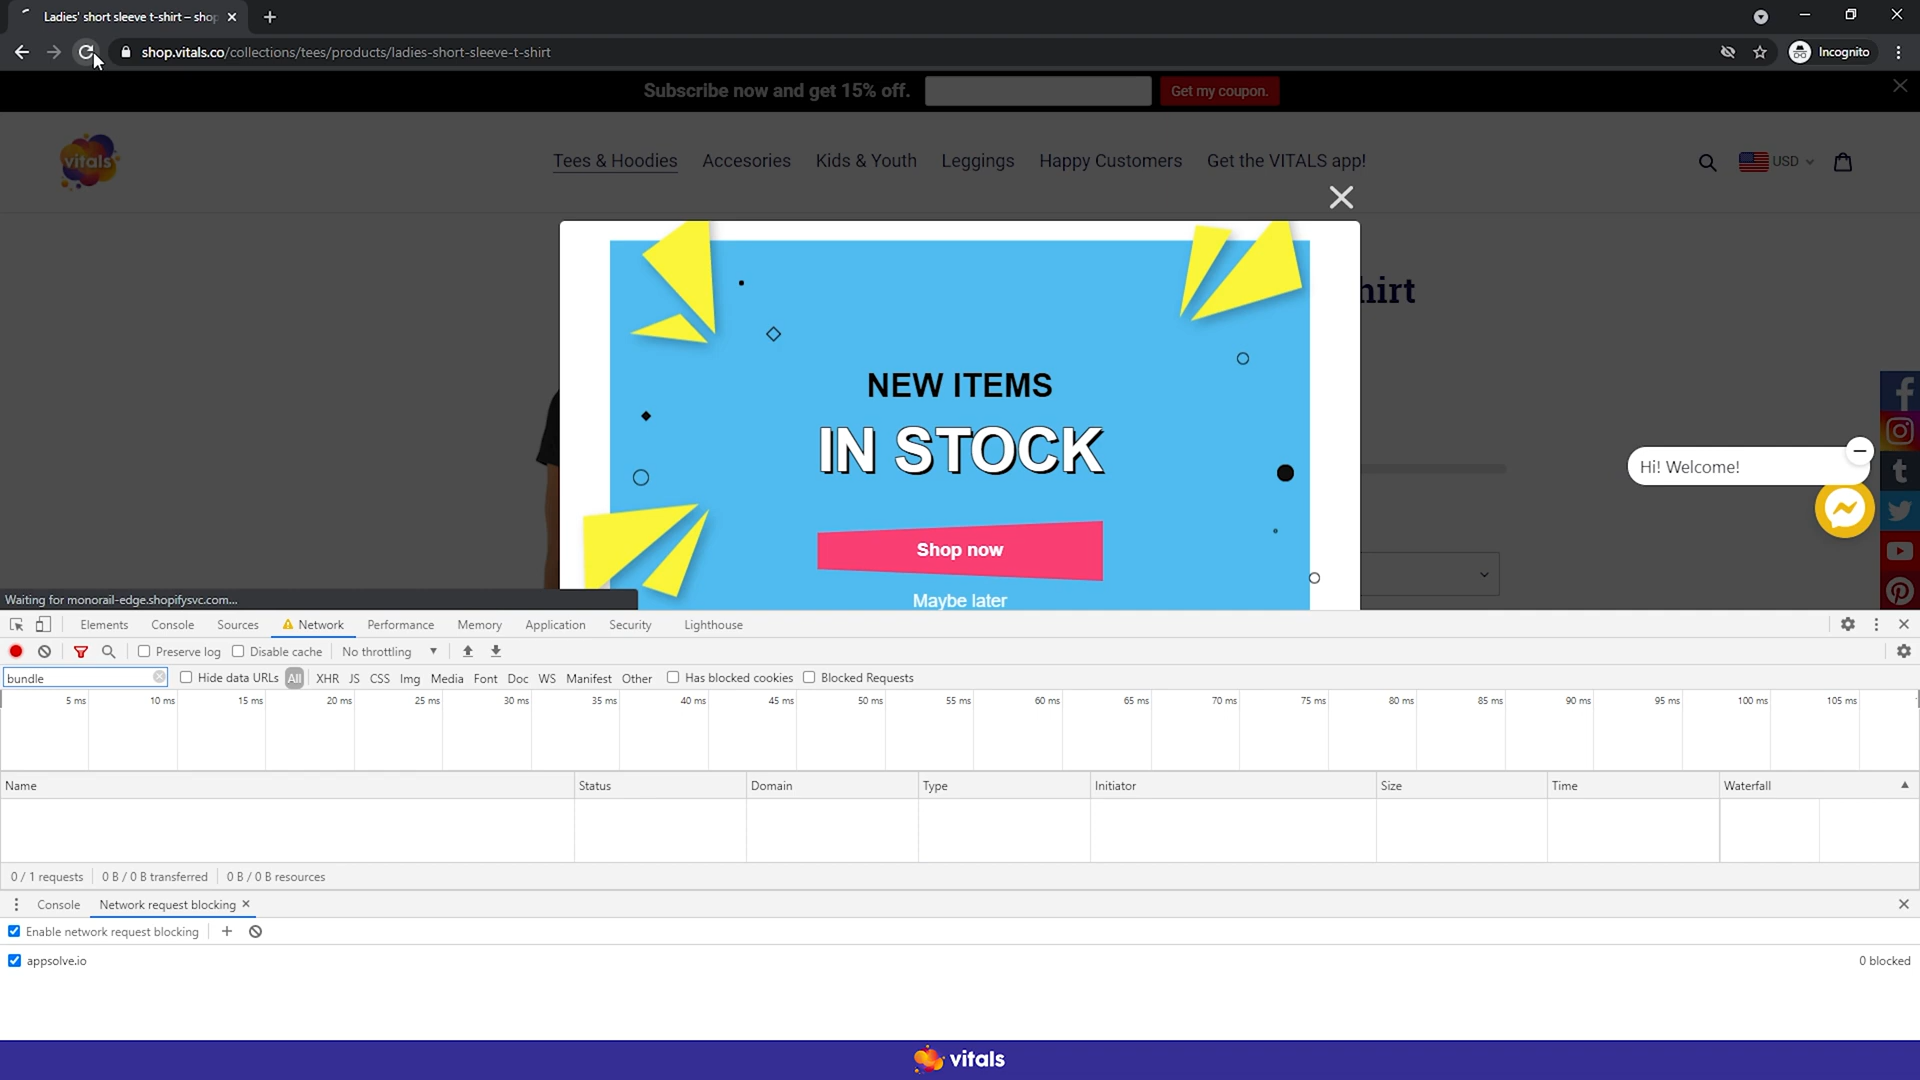 Ladies' short sleeve t-shirt – shop
shop.vitals.co/collections/tees/products/ladies-short-sleeve-t-shirt
Incognito
Subscribe now and get 15% off.
Get my coupon.
vitals
Tees & Hoodies
Accesories
Kids & Youth
Leggings
Happy Customers
Get the VITALS app!
USD
hirt
NEW ITEMS
IN STOCK
Shop now
Maybe later
Hi! Welcome!
Waiting for monorail-edge.shopifysvc.com...
Elements Console Sources Network Performance Memory Application Security Lighthouse
Preserve log Disable cache No throttling
bundle Hide data URLs All XHR JS CSS Img Media Font Doc WS Manifest Other Has blocked cookies Blocked Requests
5 ms 10 ms 15 ms 20 ms 25 ms 30 ms 35 ms 40 ms 45 ms 50 ms 55 ms 60 ms 65 ms 70 ms 75 ms 80 ms 85 ms 90 ms 95 ms 100 ms 105 ms
Name Status Domain Type Initiator Size Time Waterfall
0 / 1 requests 0 B / 0 B transferred 0 B / 0 B resources
Console Network request blocking
Enable network request blocking
appsolve.io 0 blocked
vitals